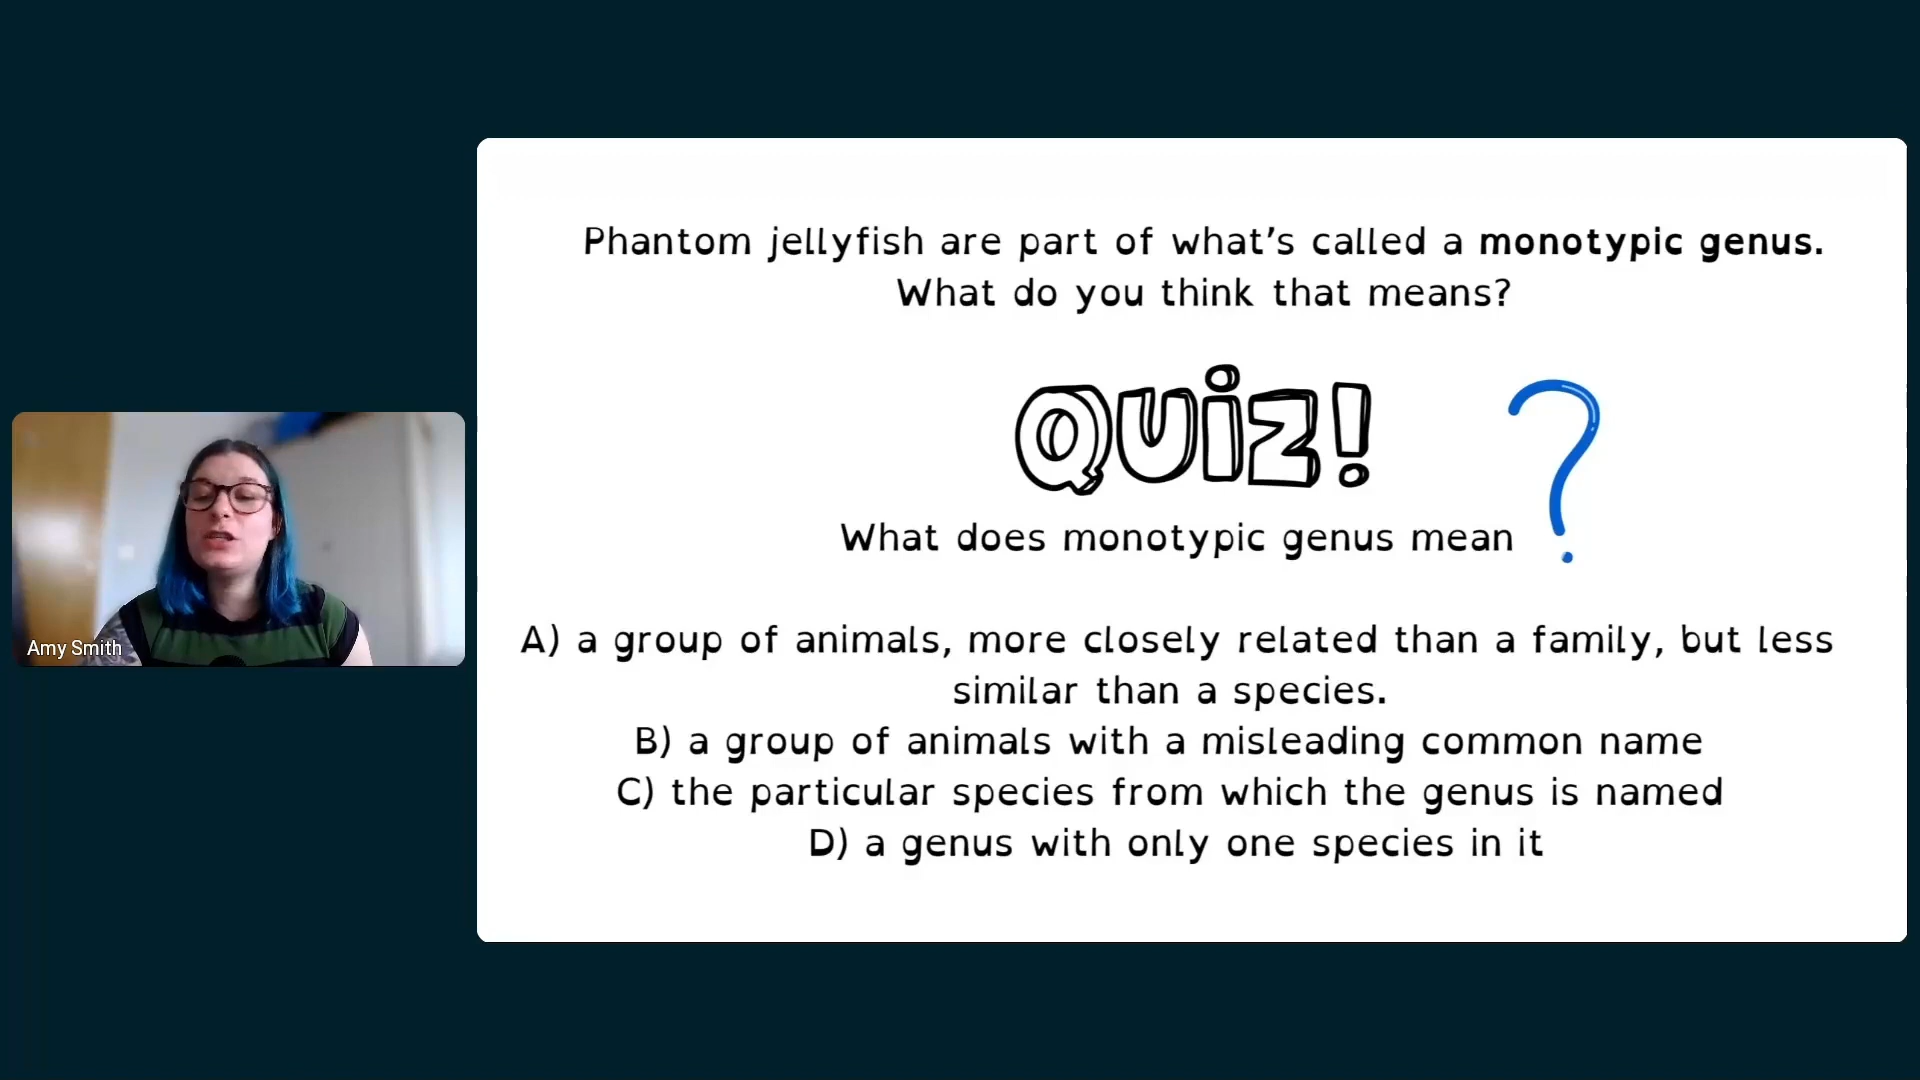 Phantom jellyfish are part of what's called a monotypic genus.
What do you think that means?
QUIZ!
?
What does monotypic genus mean
A) a group of animals, more closely related than a family, but less
similar than a species.
B) a group of animals with a misleading common name
C) the particular species from which the genus is named
D) a genus with only one species in it
Amy Smith